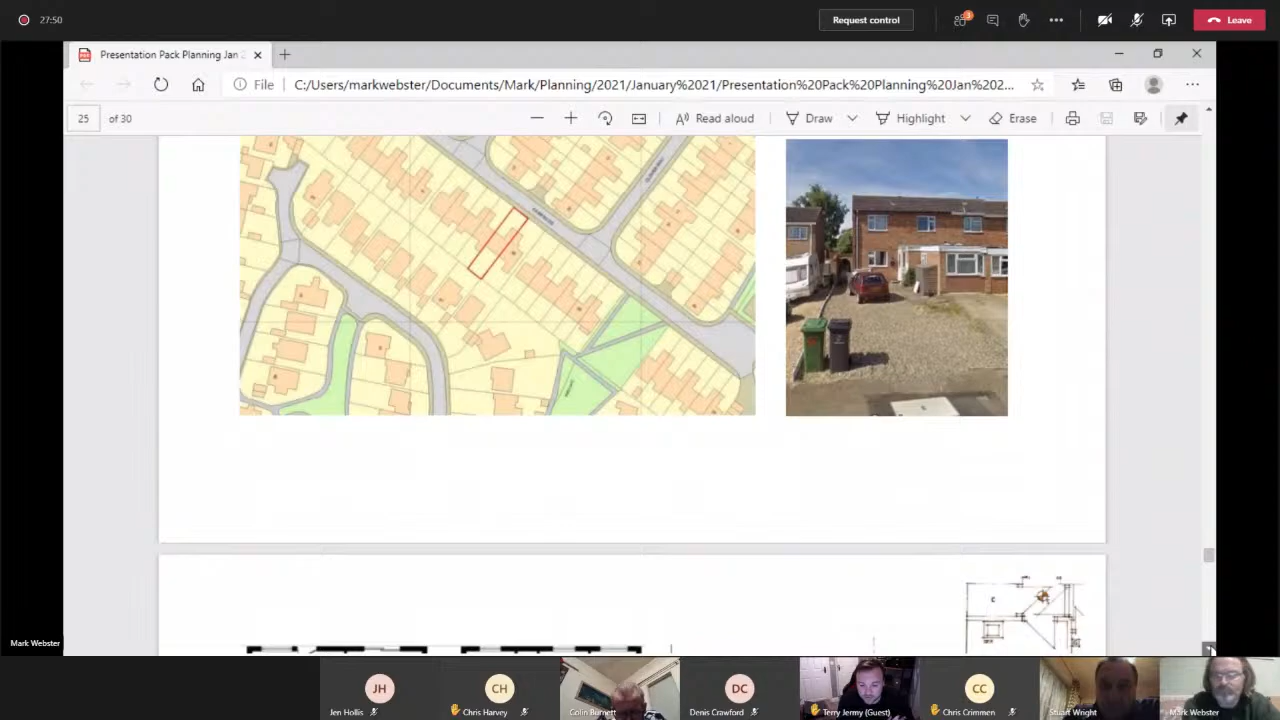 27:50
Request control
3
Leave
Presentation Pack Planning Jan 2
File
C:/Users/markwebster/Documents/Mark/Planning/2021/January%2021/Presentation%20Pack%20Planning%20Jan%202...
25 of 30
Read aloud
Draw
Highlight
Erase
C
Mark Webster
JH
CH
DC
CC
Jen Hollis
Chris Harvey
Colin Burnett
Denis Crawford
Terry Jermy (Guest)
Chris Crimmen
Stuart Wright
Mark Webster